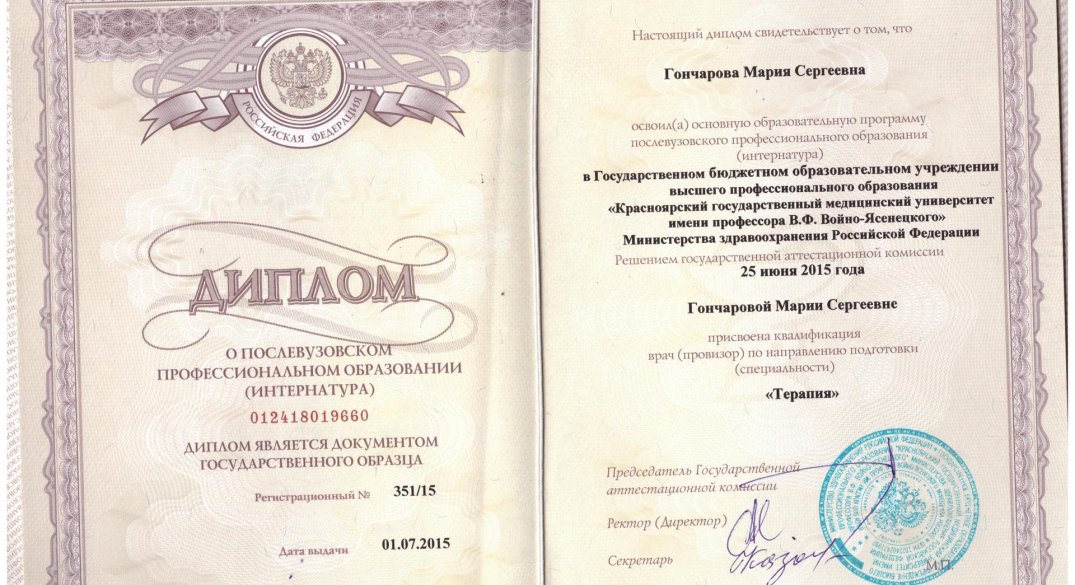 РОССИЙСКАЯ ФЕДЕРАЦИЯ
ДИПЛОМ
О ПОСЛЕВУЗОВСКОМ
ПРОФЕССИОНАЛЬНОМ ОБРАЗОВАНИИ
(ИНТЕРНАТУРА)
012418019660
ДИПЛОМ ЯВЛЯЕТСЯ ДОКУМЕНТОМ
ГОСУДАРСТВЕННОГО ОБРАЗЦА
Регистрационный № 351/15
Дата выдачи 01.07.2015
Настоящий диплом свидетельствует о том, что
Гончарова Мария Сергеевна
освоил(а) основную образовательную программу
послевузовского профессионального образования
(интернатура)
в Государственном бюджетном образовательном учреждении
высшего профессионального образования
«Красноярский государственный медицинский университет
имени профессора В.Ф. Войно-Ясенецкого»
Министерства здравоохранения Российской Федерации
Решением государственной аттестационной комиссии
25 июня 2015 года
Гончаровой Марии Сергеевне
присвоена квалификация
врач (провизор) по направлению подготовки
(специальности)
«Терапия»
Председатель Государственной
аттестационной комиссии
Ректор (Директор)
Секретарь
М.П.